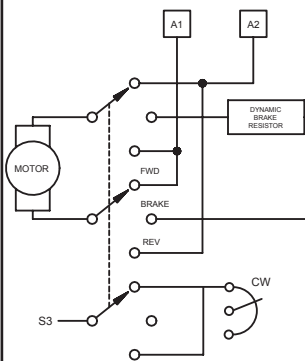 A1
A2
DYNAMIC
BRAKE
RESISTOR
MOTOR
FWD
BRAKE
REV
CW
S3